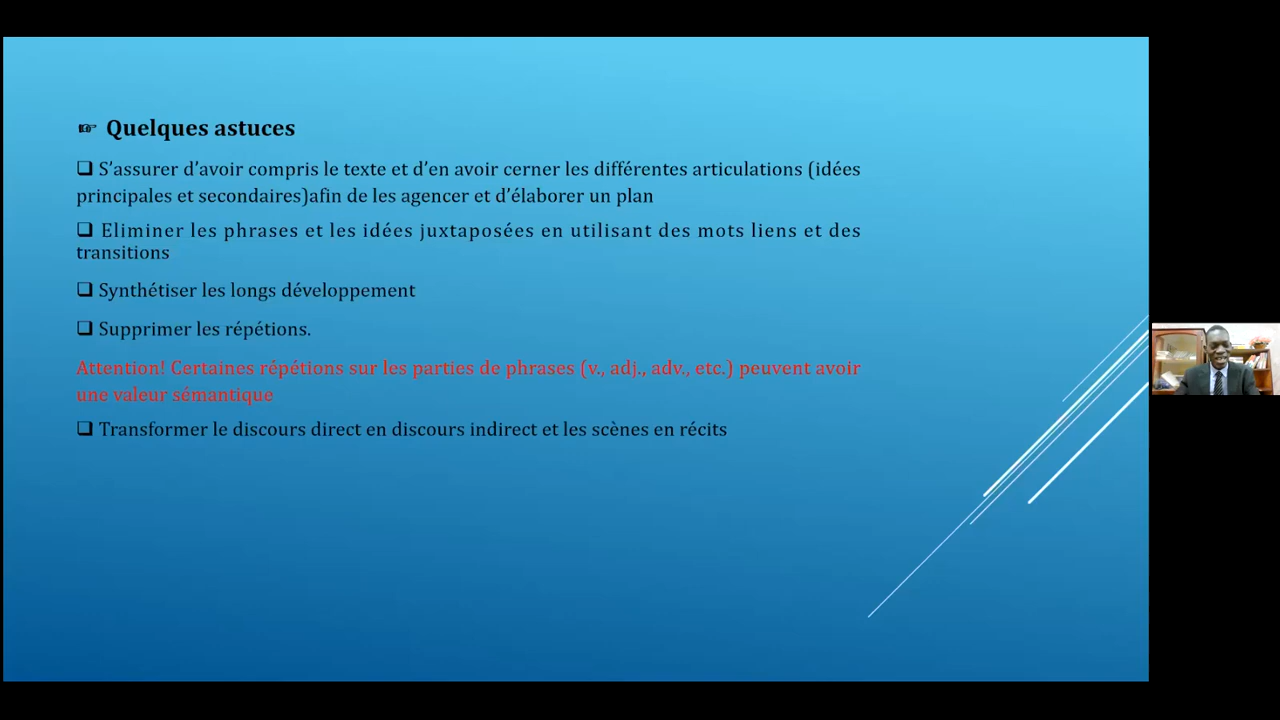 ☞ Quelques astuces
❑ S’assurer d’avoir compris le texte et d’en avoir cerner les différentes articulations (idées
principales et secondaires)afin de les agencer et d’élaborer un plan
❑ Eliminer les phrases et les idées juxtaposées en utilisant des mots liens et des
transitions
❑ Synthétiser les longs développement
❑ Supprimer les répétions.
Attention! Certaines répétions sur les parties de phrases (v., adj., adv., etc.) peuvent avoir
une valeur sémantique
❑ Transformer le discours direct en discours indirect et les scènes en récits